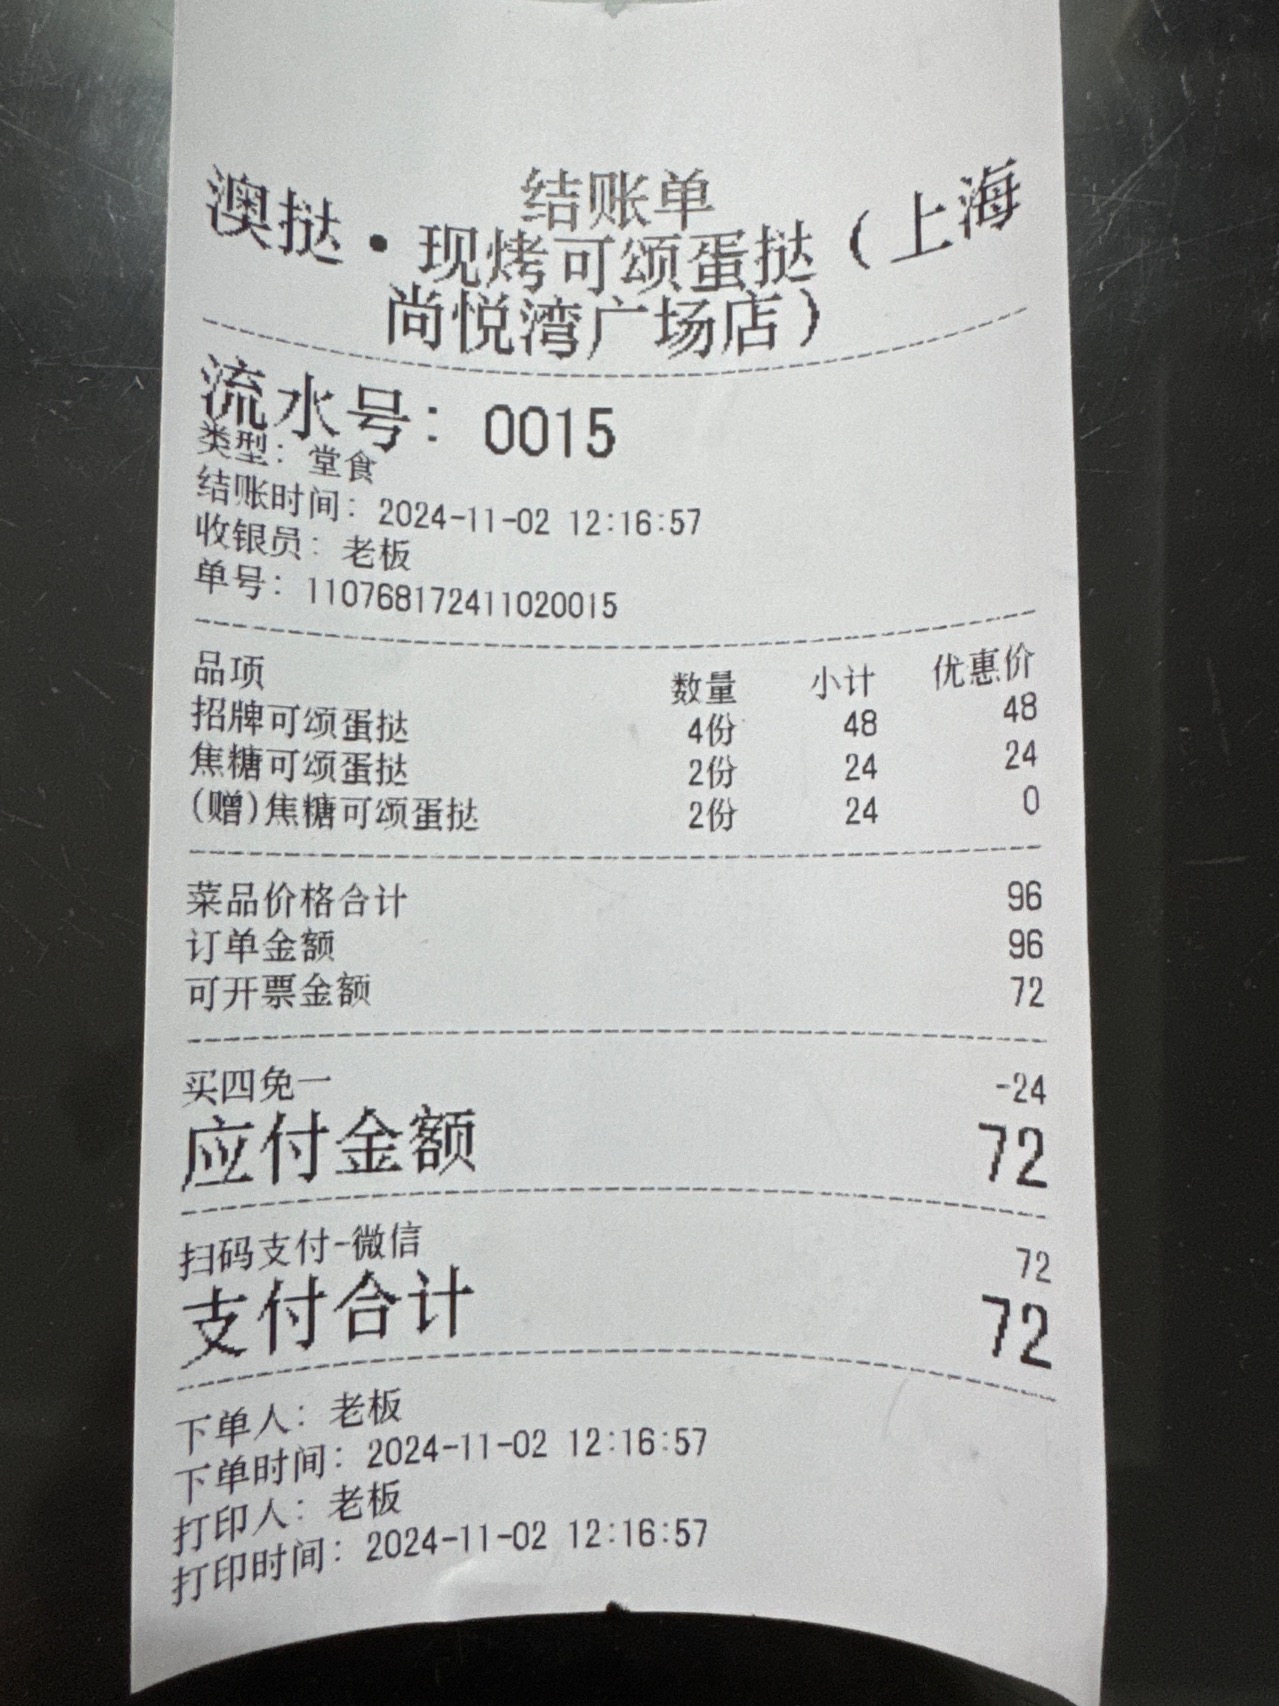 结账单
澳挞·现烤可颂蛋挞（上海
尚悦湾广场店）
流水号：0015
类型：堂食
结账时间：2024-11-02 12:16:57
收银员：老板
单号：110768172411020015
品项 数量 小计 优惠价
招牌可颂蛋挞 4份 48 48
焦糖可颂蛋挞 2份 24 24
(赠)焦糖可颂蛋挞 2份 24 0
菜品价格合计 96
订单金额 96
可开票金额 72
买四免一 -24
应付金额 72
扫码支付-微信 72
支付合计 72
下单人：老板
下单时间：2024-11-02 12:16:57
打印人：老板
打印时间：2024-11-02 12:16:57